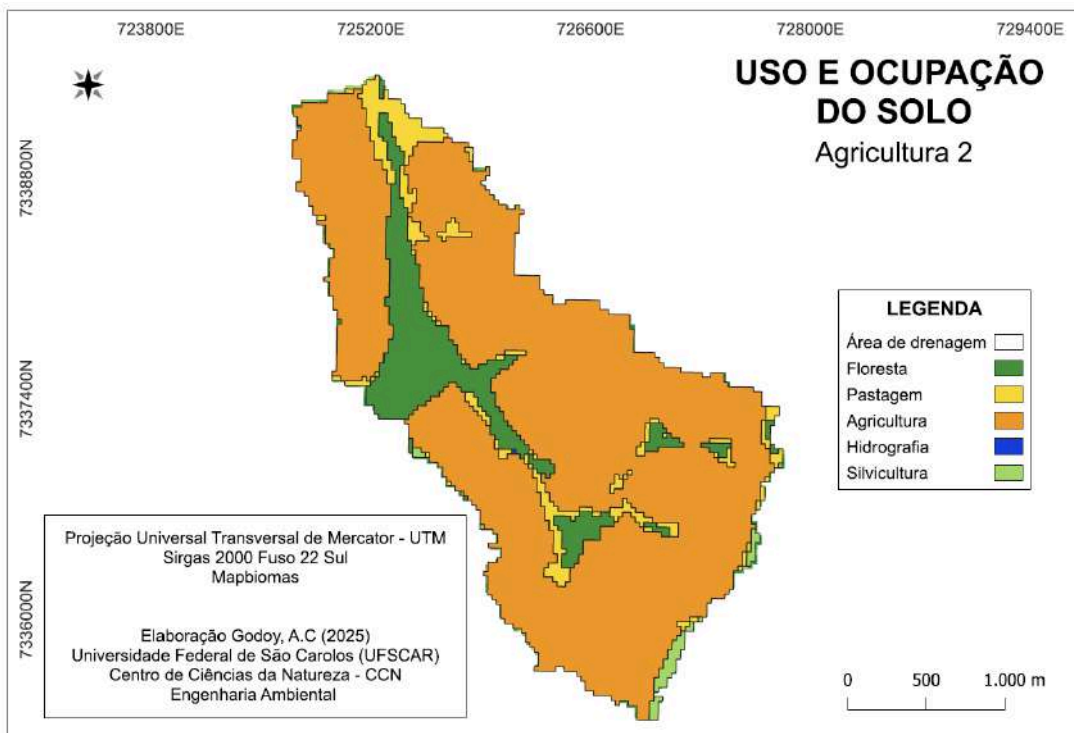 723800E 725200E 726600E 728000E 729400E
USO E OCUPAÇÃO
DO SOLO
Agricultura 2
7338800N
7337400N
7336000N
LEGENDA
Área de drenagem
Floresta
Pastagem
Agricultura
Hidrografia
Silvicultura
Projeção Universal Transversal de Mercator - UTM
Sirgas 2000 Fuso 22 Sul
Mapbiomas
Elaboração Godoy, A.C (2025)
Universidade Federal de São Carolos (UFSCAR)
Centro de Ciências da Natureza - CCN
Engenharia Ambiental
0 500 1.000 m